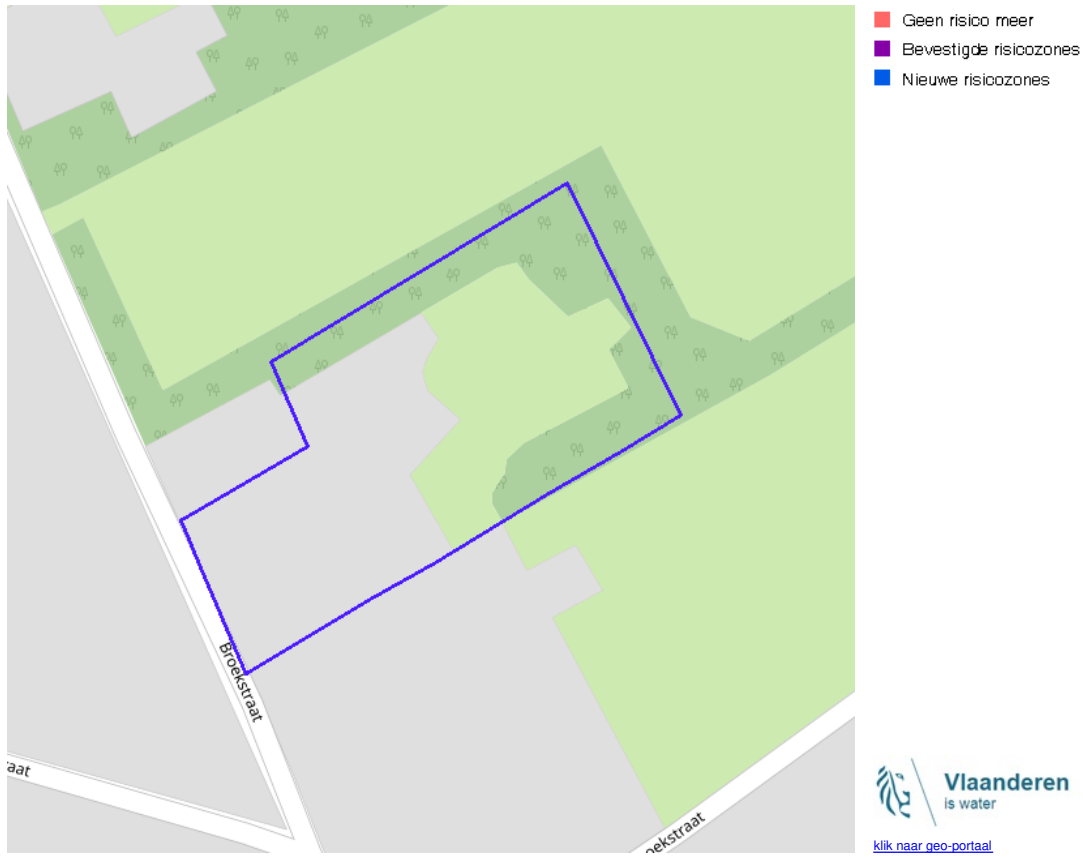 Geen risico meer
Bevestigde risicozones
Nieuwe risicozones
Broekstraat
aat
oekstraat
Vlaanderen
is water
klik naar geo-portaal